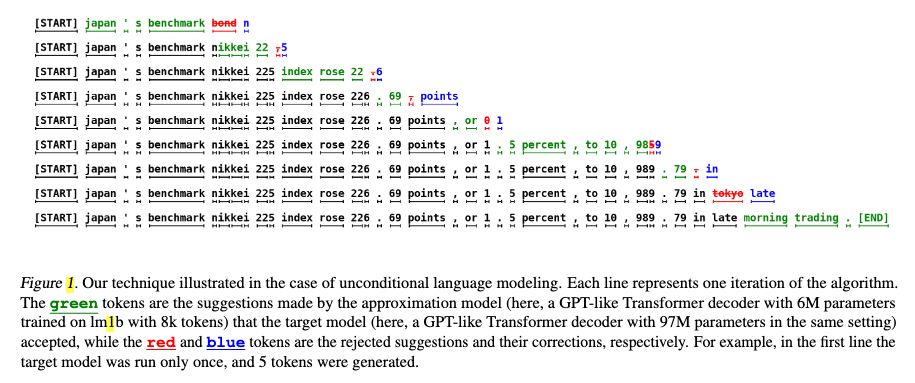 [START] japan ' s benchmark bond n
[START] japan ' s benchmark nikkei 22 75
[START] japan ' s benchmark nikkei 225 index rose 22 76
[START] japan ' s benchmark nikkei 225 index rose 226 . 69 7 points
[START] japan ' s benchmark nikkei 225 index rose 226 . 69 points , or 0 1
[START] japan ' s benchmark nikkei 225 index rose 226 . 69 points , or 1 . 5 percent , to 10 , 9859
[START] japan ' s benchmark nikkei 225 index rose 226 . 69 points , or 1 . 5 percent , to 10 , 989 . 79 7 in
[START] japan ' s benchmark nikkei 225 index rose 226 . 69 points , or 1 . 5 percent , to 10 , 989 . 79 in tokyo late
[START] japan ' s benchmark nikkei 225 index rose 226 . 69 points , or 1 . 5 percent , to 10 , 989 . 79 in late morning trading . [END]
Figure 1. Our technique illustrated in the case of unconditional language modeling. Each line represents one iteration of the algorithm.
The green tokens are the suggestions made by the approximation model (here, a GPT-like Transformer decoder with 6M parameters
trained on lm1b with 8k tokens) that the target model (here, a GPT-like Transformer decoder with 97M parameters in the same setting)
accepted, while the red and blue tokens are the rejected suggestions and their corrections, respectively. For example, in the first line the
target model was run only once, and 5 tokens were generated.